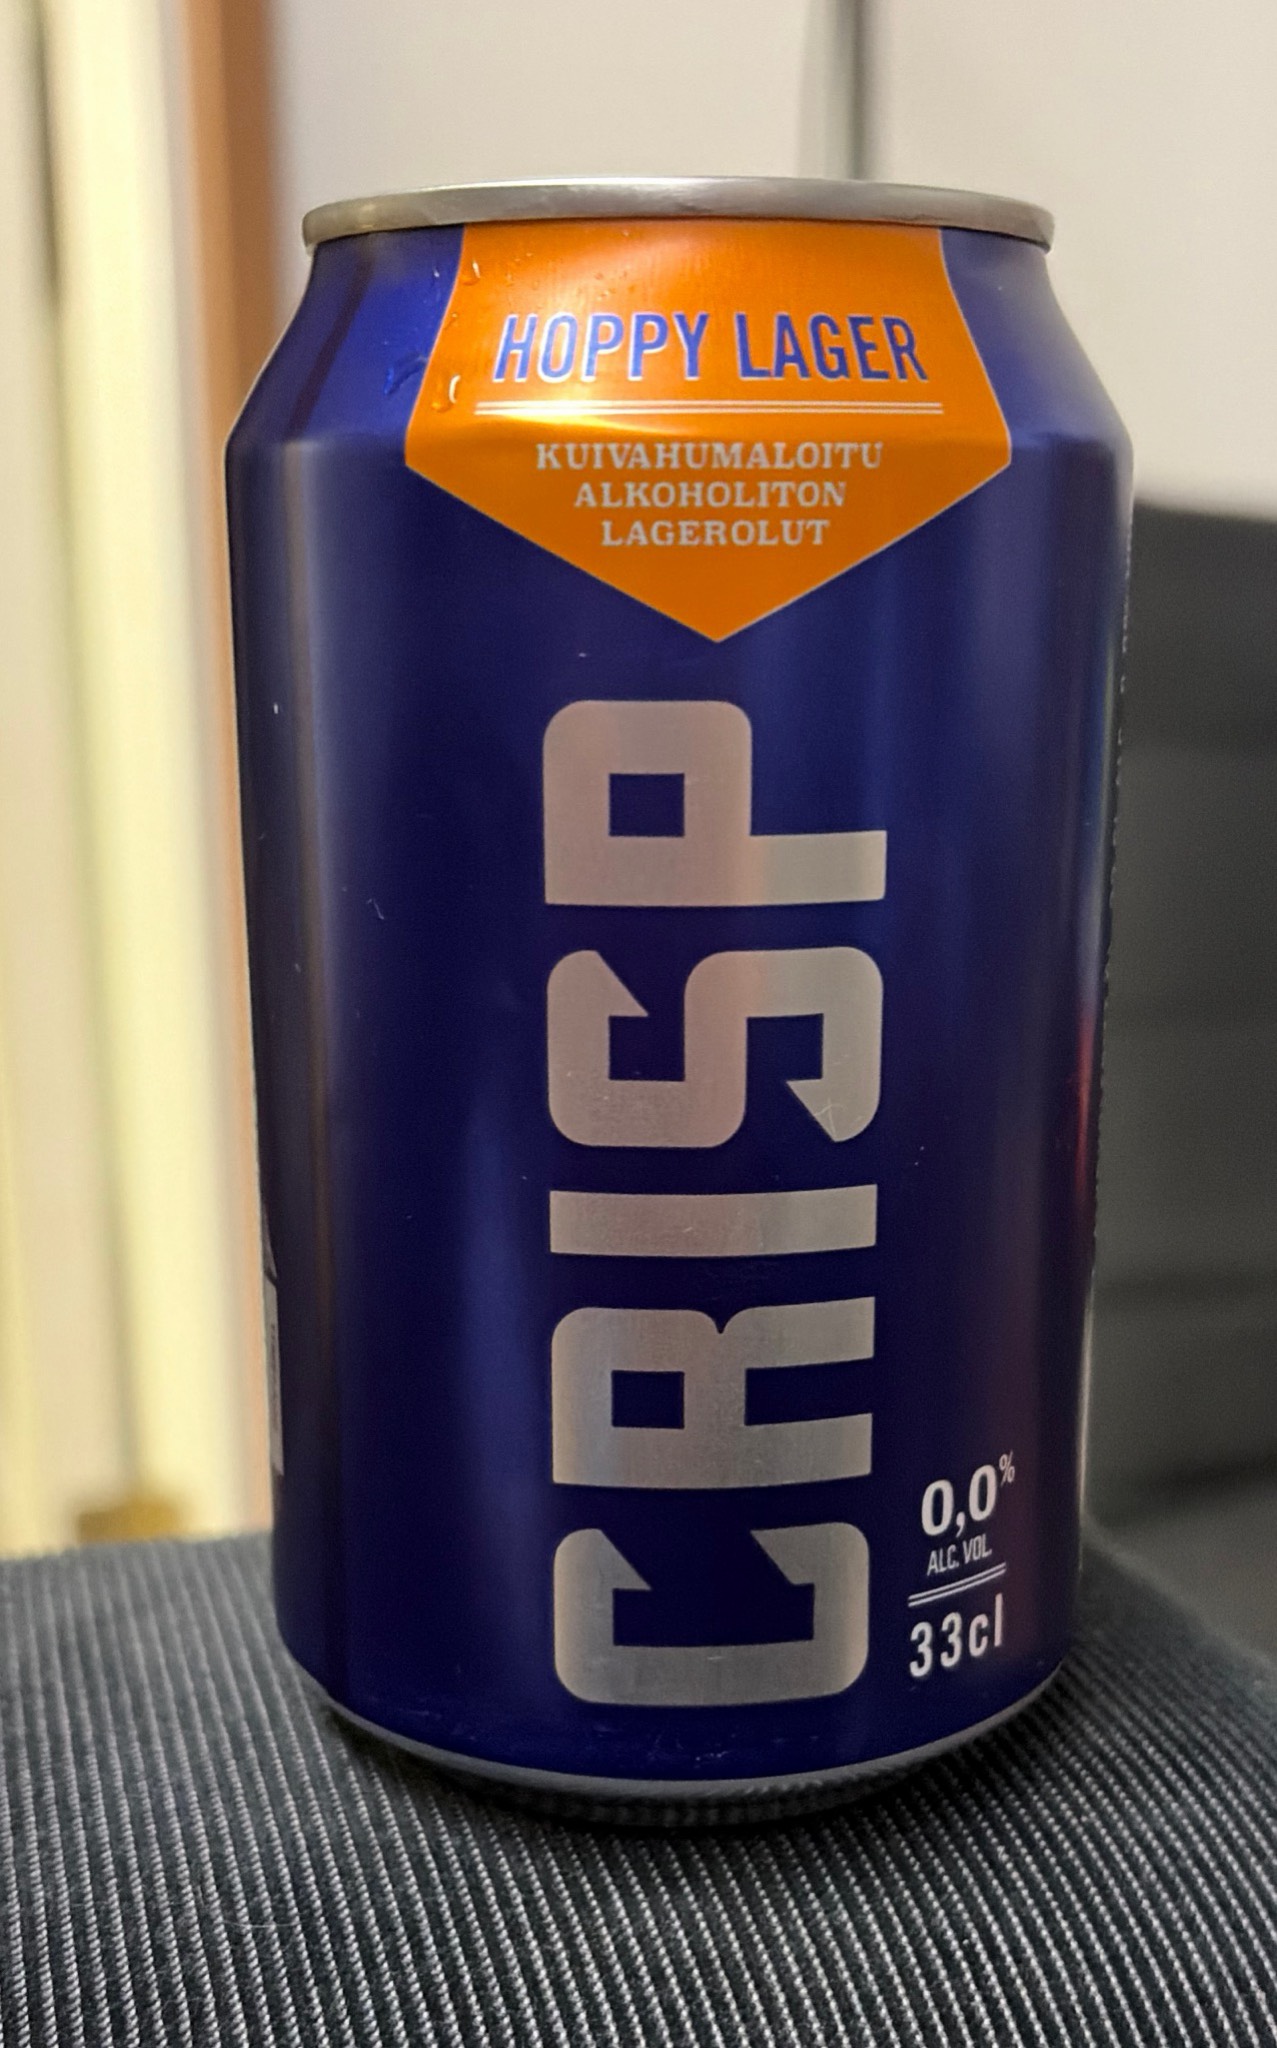 HOPPY LAGER
KUIVAHUMALOITU
ALKOHOLITON
LAGEROLUT
CRISP
0,0%
ALC. VOL.
33cl